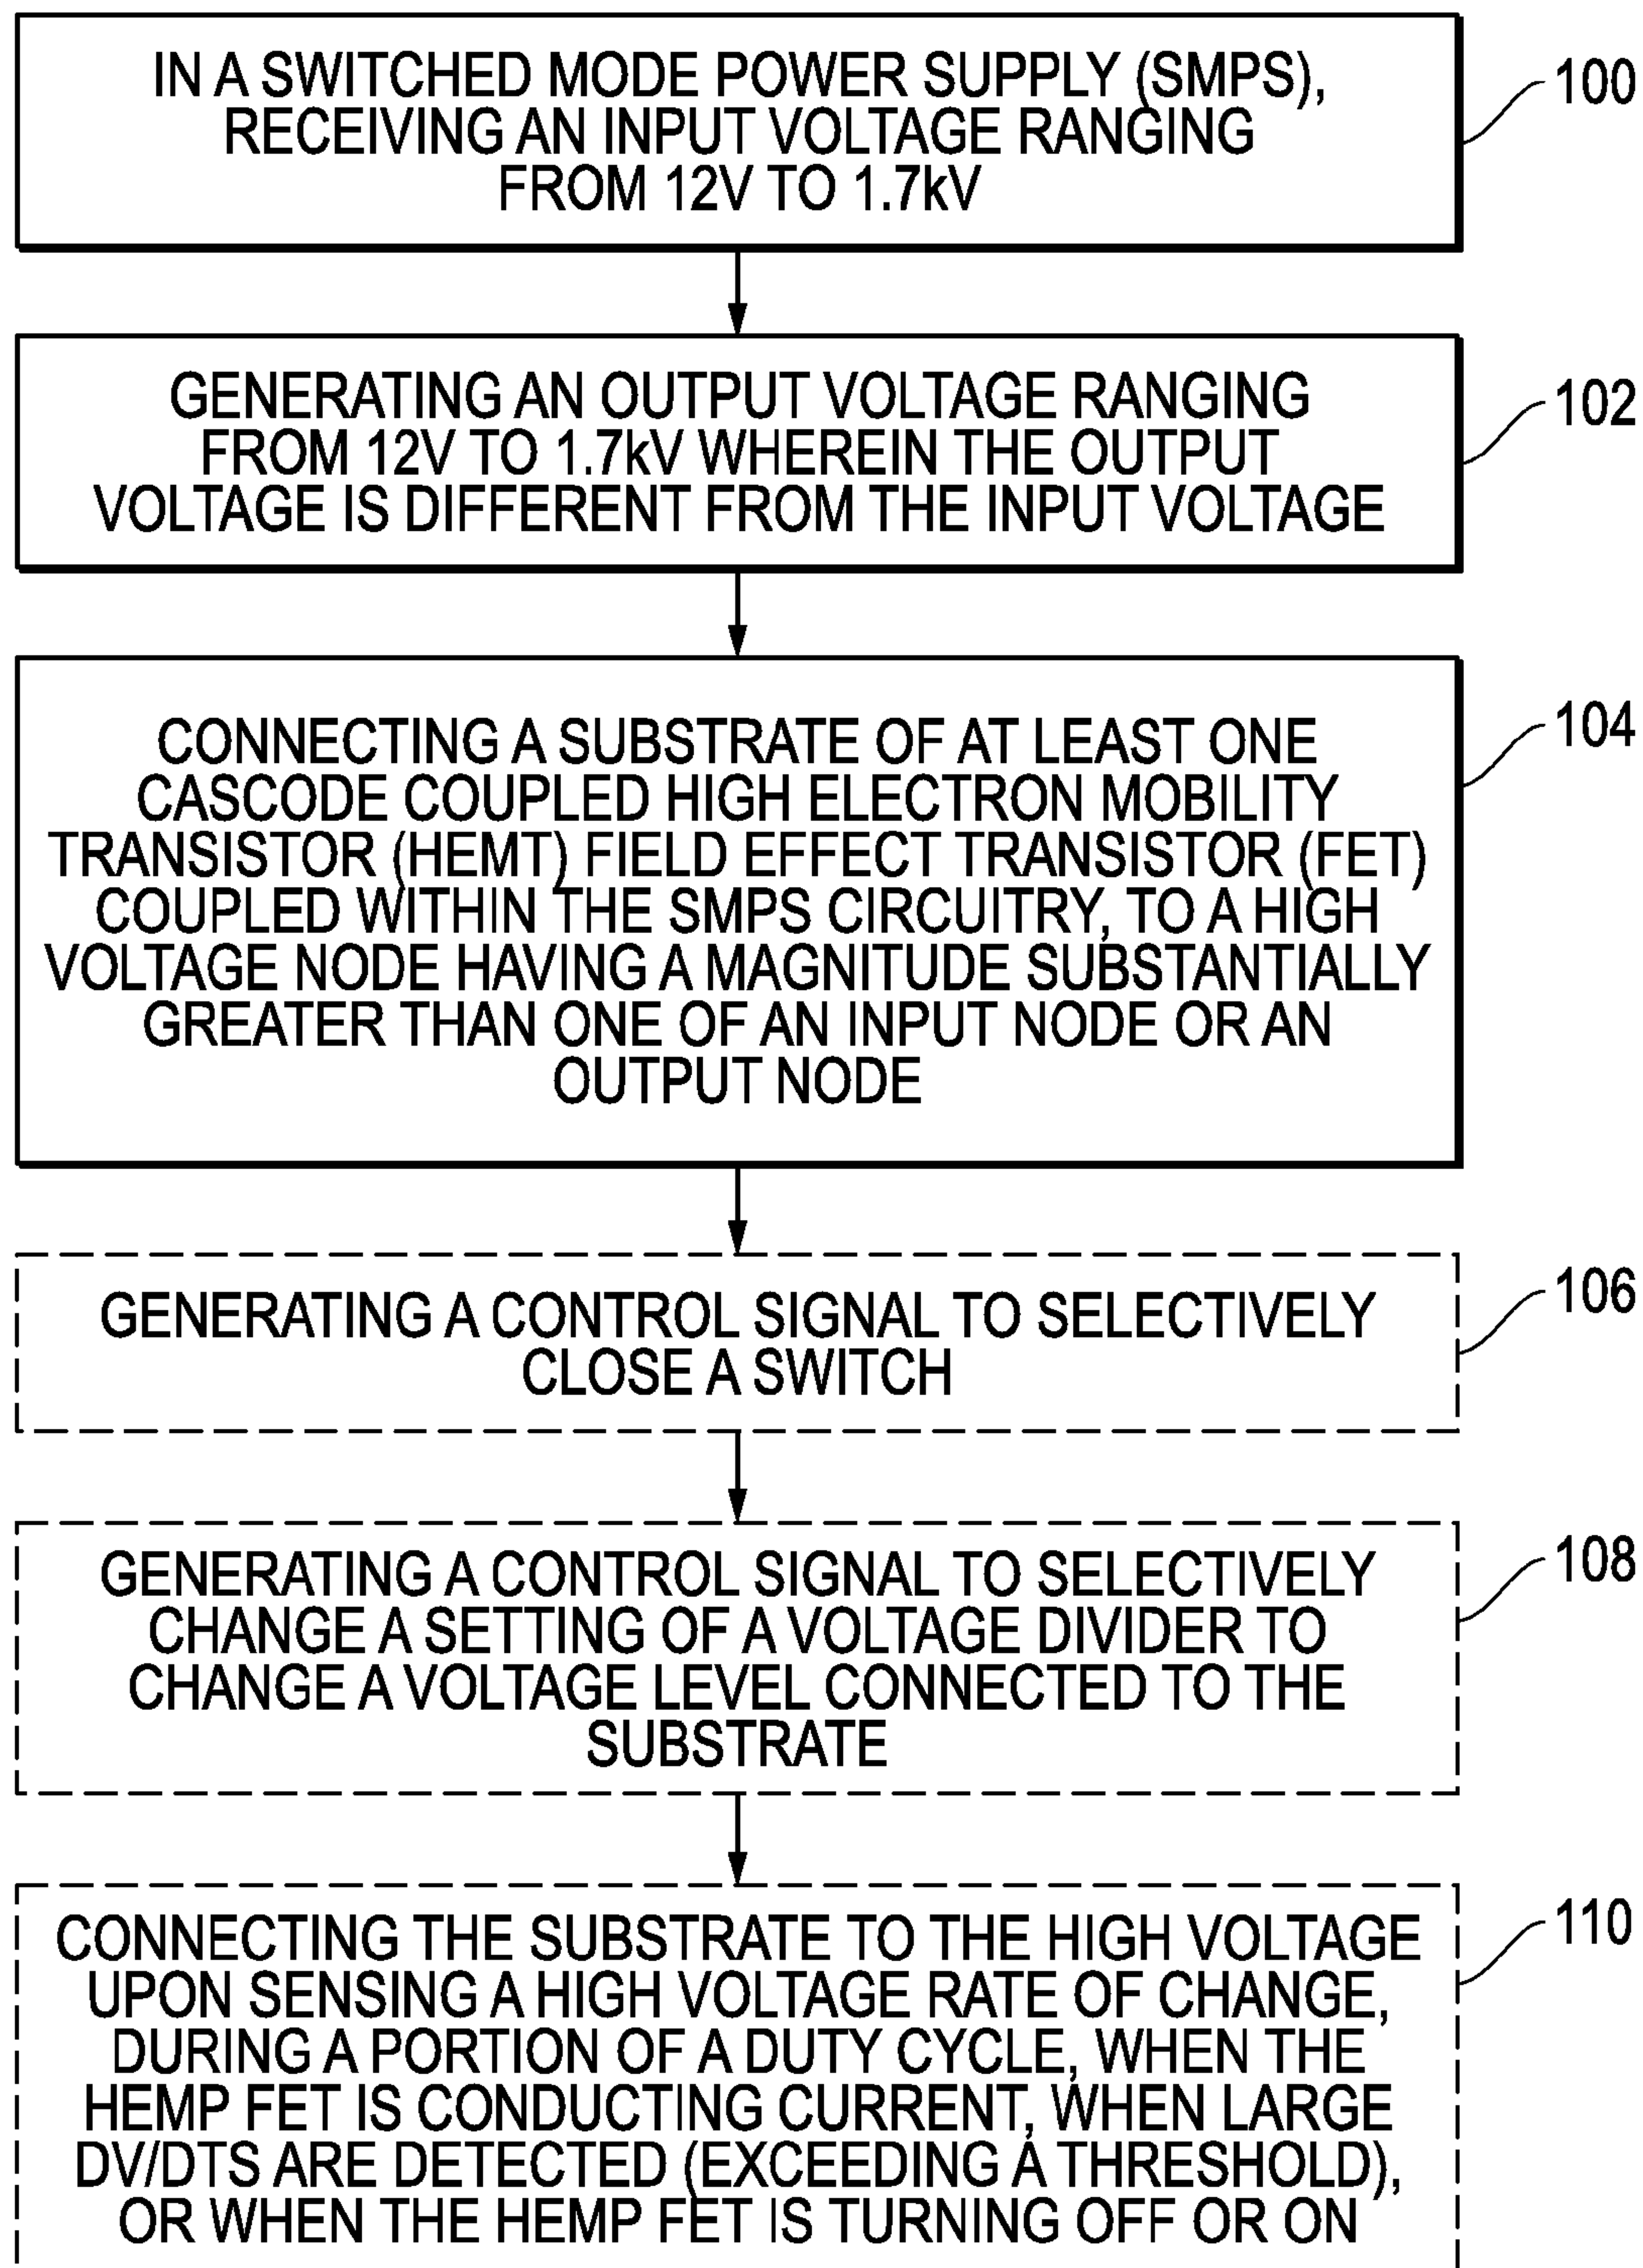 IN A SWITCHED MODE POWER SUPPLY (SMPS),
RECEIVING AN INPUT VOLTAGE RANGING
FROM 12V TO 1.7kV
100
GENERATING AN OUTPUT VOLTAGE RANGING
FROM 12V TO 1.7kV WHEREIN THE OUTPUT
VOLTAGE IS DIFFERENT FROM THE INPUT VOLTAGE
102
CONNECTING A SUBSTRATE OF AT LEAST ONE
CASCODE COUPLED HIGH ELECTRON MOBILITY
TRANSISTOR (HEMT) FIELD EFFECT TRANSISTOR (FET)
COUPLED WITHIN THE SMPS CIRCUITRY, TO A HIGH
VOLTAGE NODE HAVING A MAGNITUDE SUBSTANTIALLY
GREATER THAN ONE OF AN INPUT NODE OR AN
OUTPUT NODE
104
GENERATING A CONTROL SIGNAL TO SELECTIVELY
CLOSE A SWITCH
106
GENERATING A CONTROL SIGNAL TO SELECTIVELY
CHANGE A SETTING OF A VOLTAGE DIVIDER TO
CHANGE A VOLTAGE LEVEL CONNECTED TO THE
SUBSTRATE
108
CONNECTING THE SUBSTRATE TO THE HIGH VOLTAGE
UPON SENSING A HIGH VOLTAGE RATE OF CHANGE,
DURING A PORTION OF A DUTY CYCLE, WHEN THE
HEMP FET IS CONDUCTING CURRENT, WHEN LARGE
DV/DTS ARE DETECTED (EXCEEDING A THRESHOLD),
OR WHEN THE HEMP FET IS TURNING OFF OR ON
110